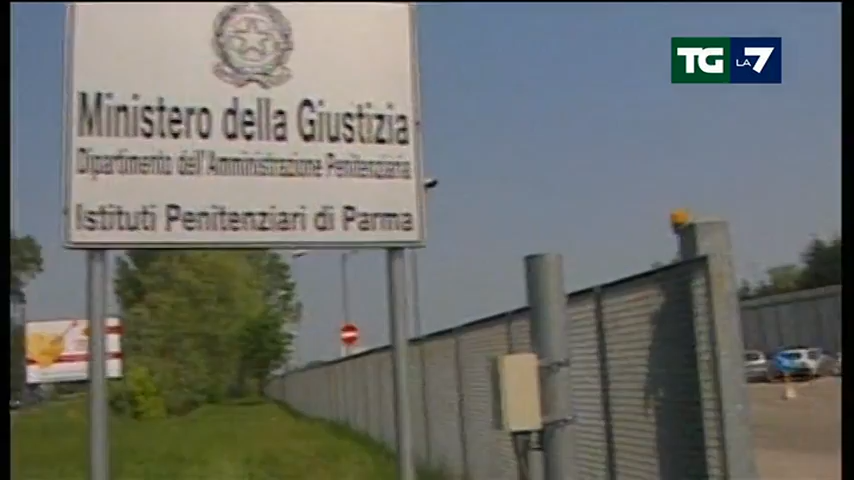 Ministero della Giustizia
Dipartimento dell'Amministrazione Penitenziaria
Istituti Penitenziari di Parma
TG LA7